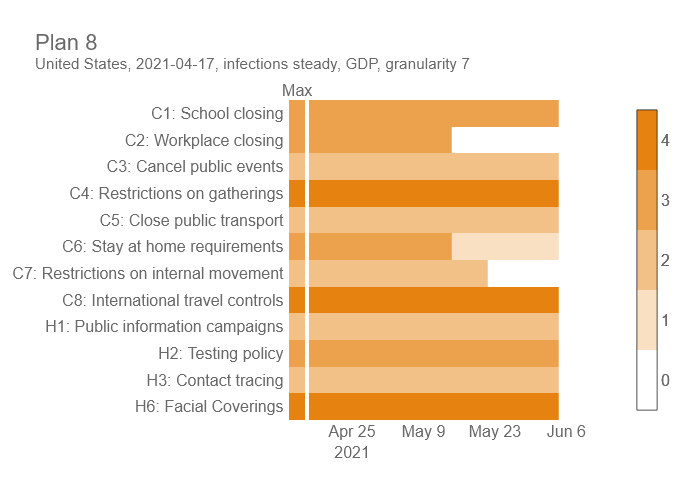 Plan 8
United States, 2021-04-17, infections steady, GDP, granularity 7
Max
C1: School closing
C2: Workplace closing
C3: Cancel public events
C4: Restrictions on gatherings
C5: Close public transport
C6: Stay at home requirements
C7: Restrictions on internal movement
C8: International travel controls
H1: Public information campaigns
H2: Testing policy
H3: Contact tracing
H6: Facial Coverings
Apr 25 May 9 May 23 Jun 6
2021
4
3
2
1
0